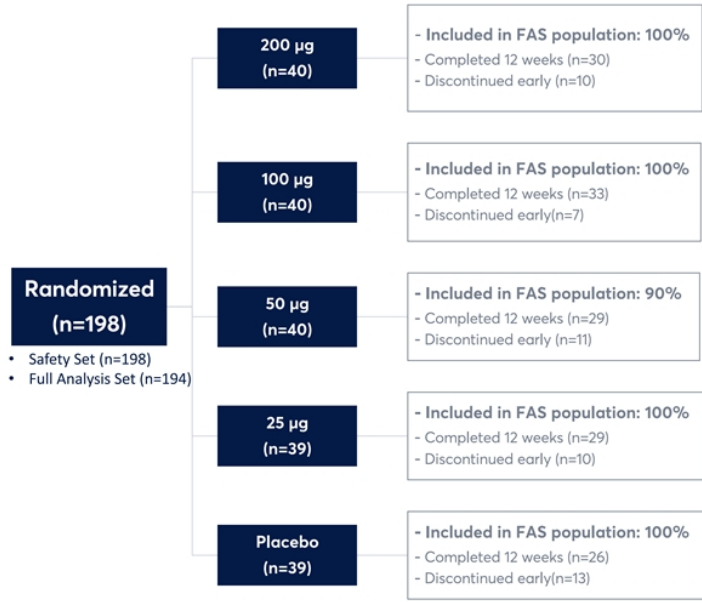 200 µg
(n=40)
- Included in FAS population: 100%
- Completed 12 weeks (n=30)
- Discontinued early (n=10)
100 µg
(n=40)
- Included in FAS population: 100%
- Completed 12 weeks (n=33)
- Discontinued early(n=7)
Randomized
(n=198)
• Safety Set (n=198)
• Full Analysis Set (n=194)
50 µg
(n=40)
- Included in FAS population: 90%
- Completed 12 weeks (n=29)
- Discontinued early (n=11)
25 µg
(n=39)
- Included in FAS population: 100%
- Completed 12 weeks (n=29)
- Discontinued early (n=10)
Placebo
(n=39)
- Included in FAS population: 100%
- Completed 12 weeks (n=26)
- Discontinued early(n=13)